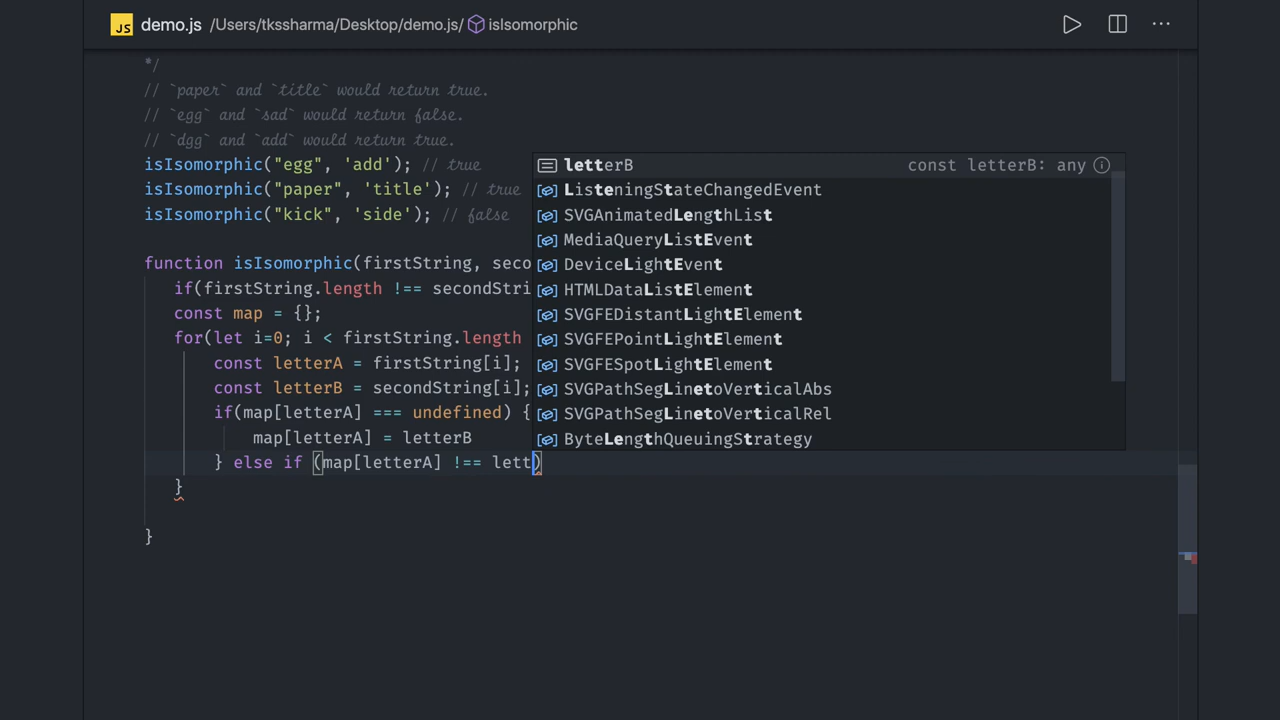 JS demo.js /Users/tkssharma/Desktop/demo.js/ isIsomorphic
*/
// `paper` and `title` would return true.
// `egg` and `sad` would return false.
// `dgg` and `add` would return true.
isIsomorphic("egg", 'add'); // true
isIsomorphic("paper", 'title'); // true
isIsomorphic("kick", 'side'); // false
function isIsomorphic(firstString, seco
if(firstString.length !== secondStri
const map = {};
for(let i=0; i < firstString.length
const letterA = firstString[i];
const letterB = secondString[i];
if(map[letterA] === undefined) {
map[letterA] = letterB
} else if (map[letterA] !== lett)
}
}
letterB const letterB: any
ListeningStateChangedEvent
SVGAnimatedLengthList
MediaQueryListEvent
DeviceLightEvent
HTMLDataListElement
SVGFEDistantLightElement
SVGFEPointLightElement
SVGFESpotLightElement
SVGPathSegLinetoVerticalAbs
SVGPathSegLinetoVerticalRel
ByteLengthQueuingStrategy